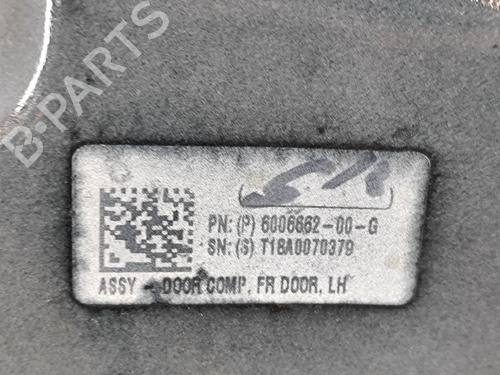 B-PARTS
PN: (P) 6006662-00-G
SN: (S) T18A0070379
ASSY - DOOR COMP, FR DOOR, LH